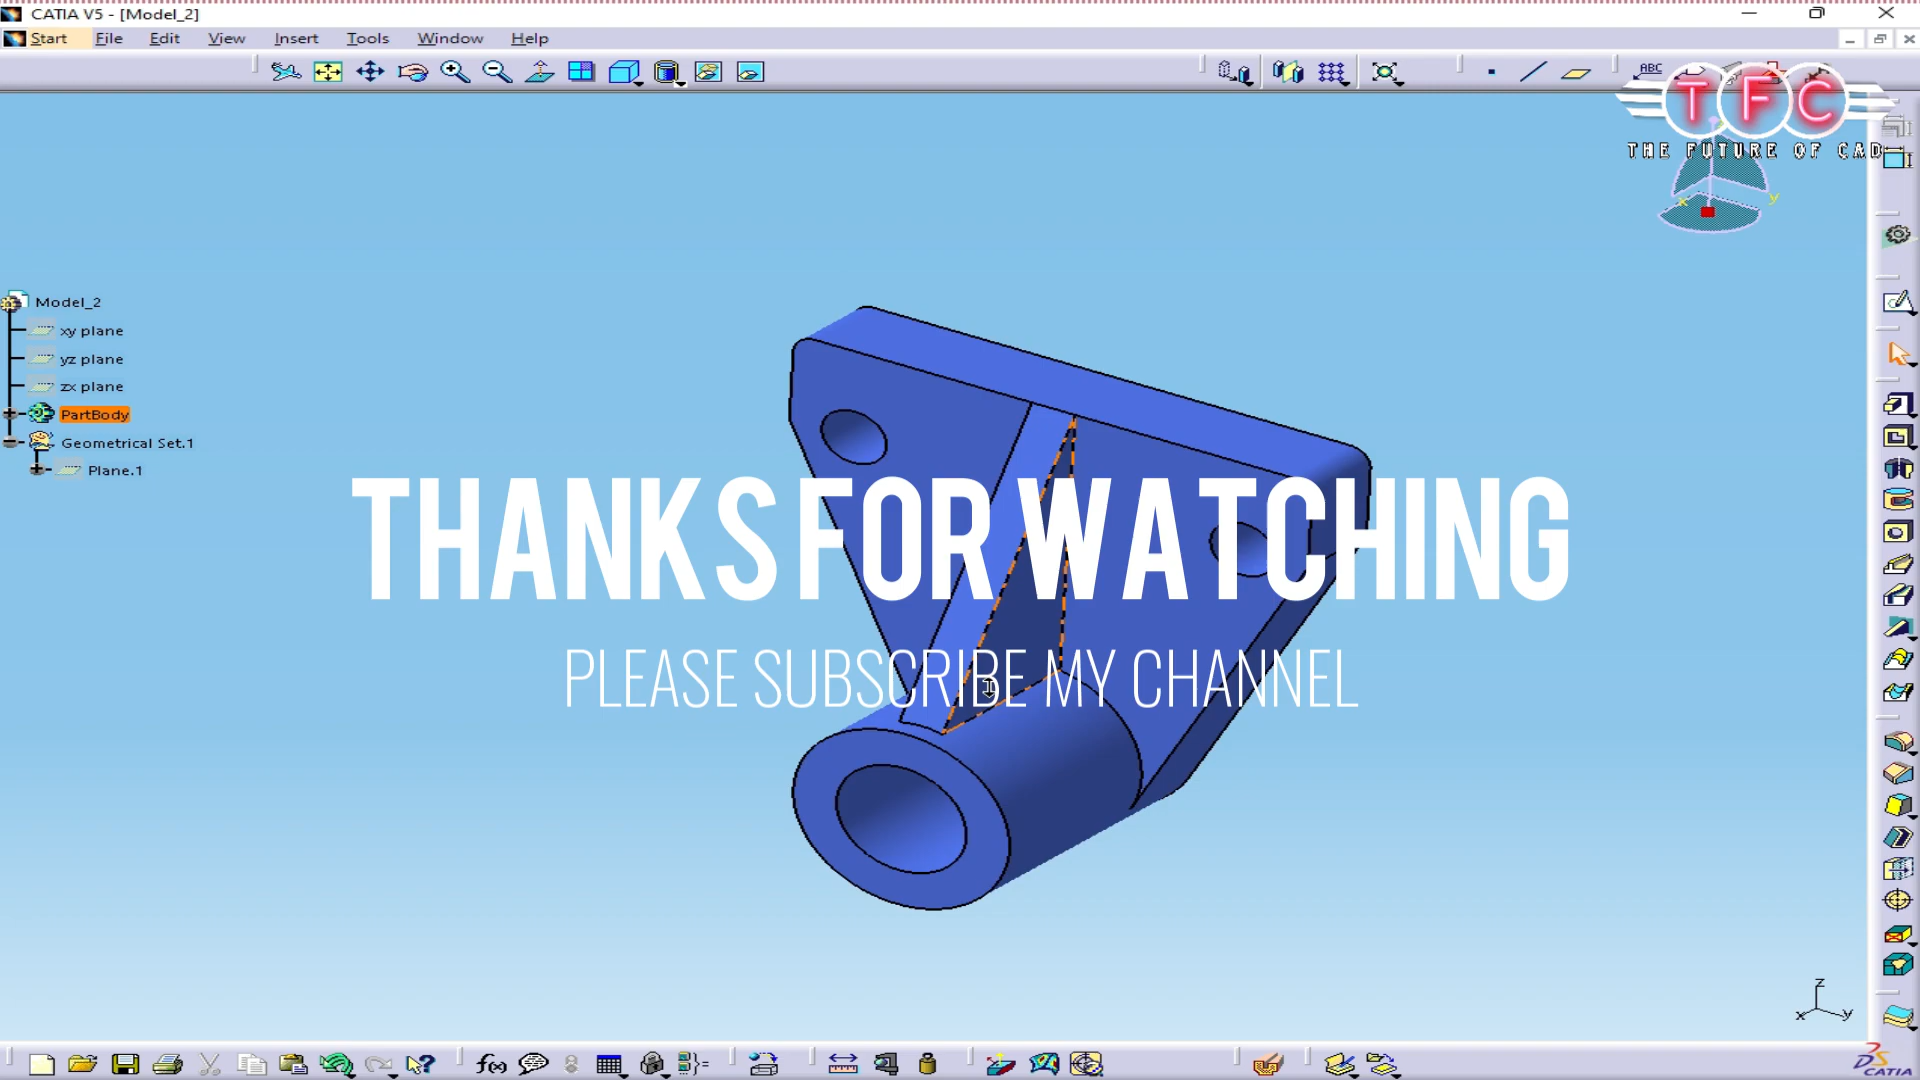 CATIA V5 - [Model_2]
Start File Edit View Insert Tools Window Help
ABC
TFC
THE FUTURE OF CAD
x y
Model_2
xy plane
yz plane
zx plane
PartBody
Geometrical Set.1
Plane.1
THANKS FOR WATCHING
PLEASE SUBSCRIBE MY CHANNEL
z
x y
f(x)
CATIA